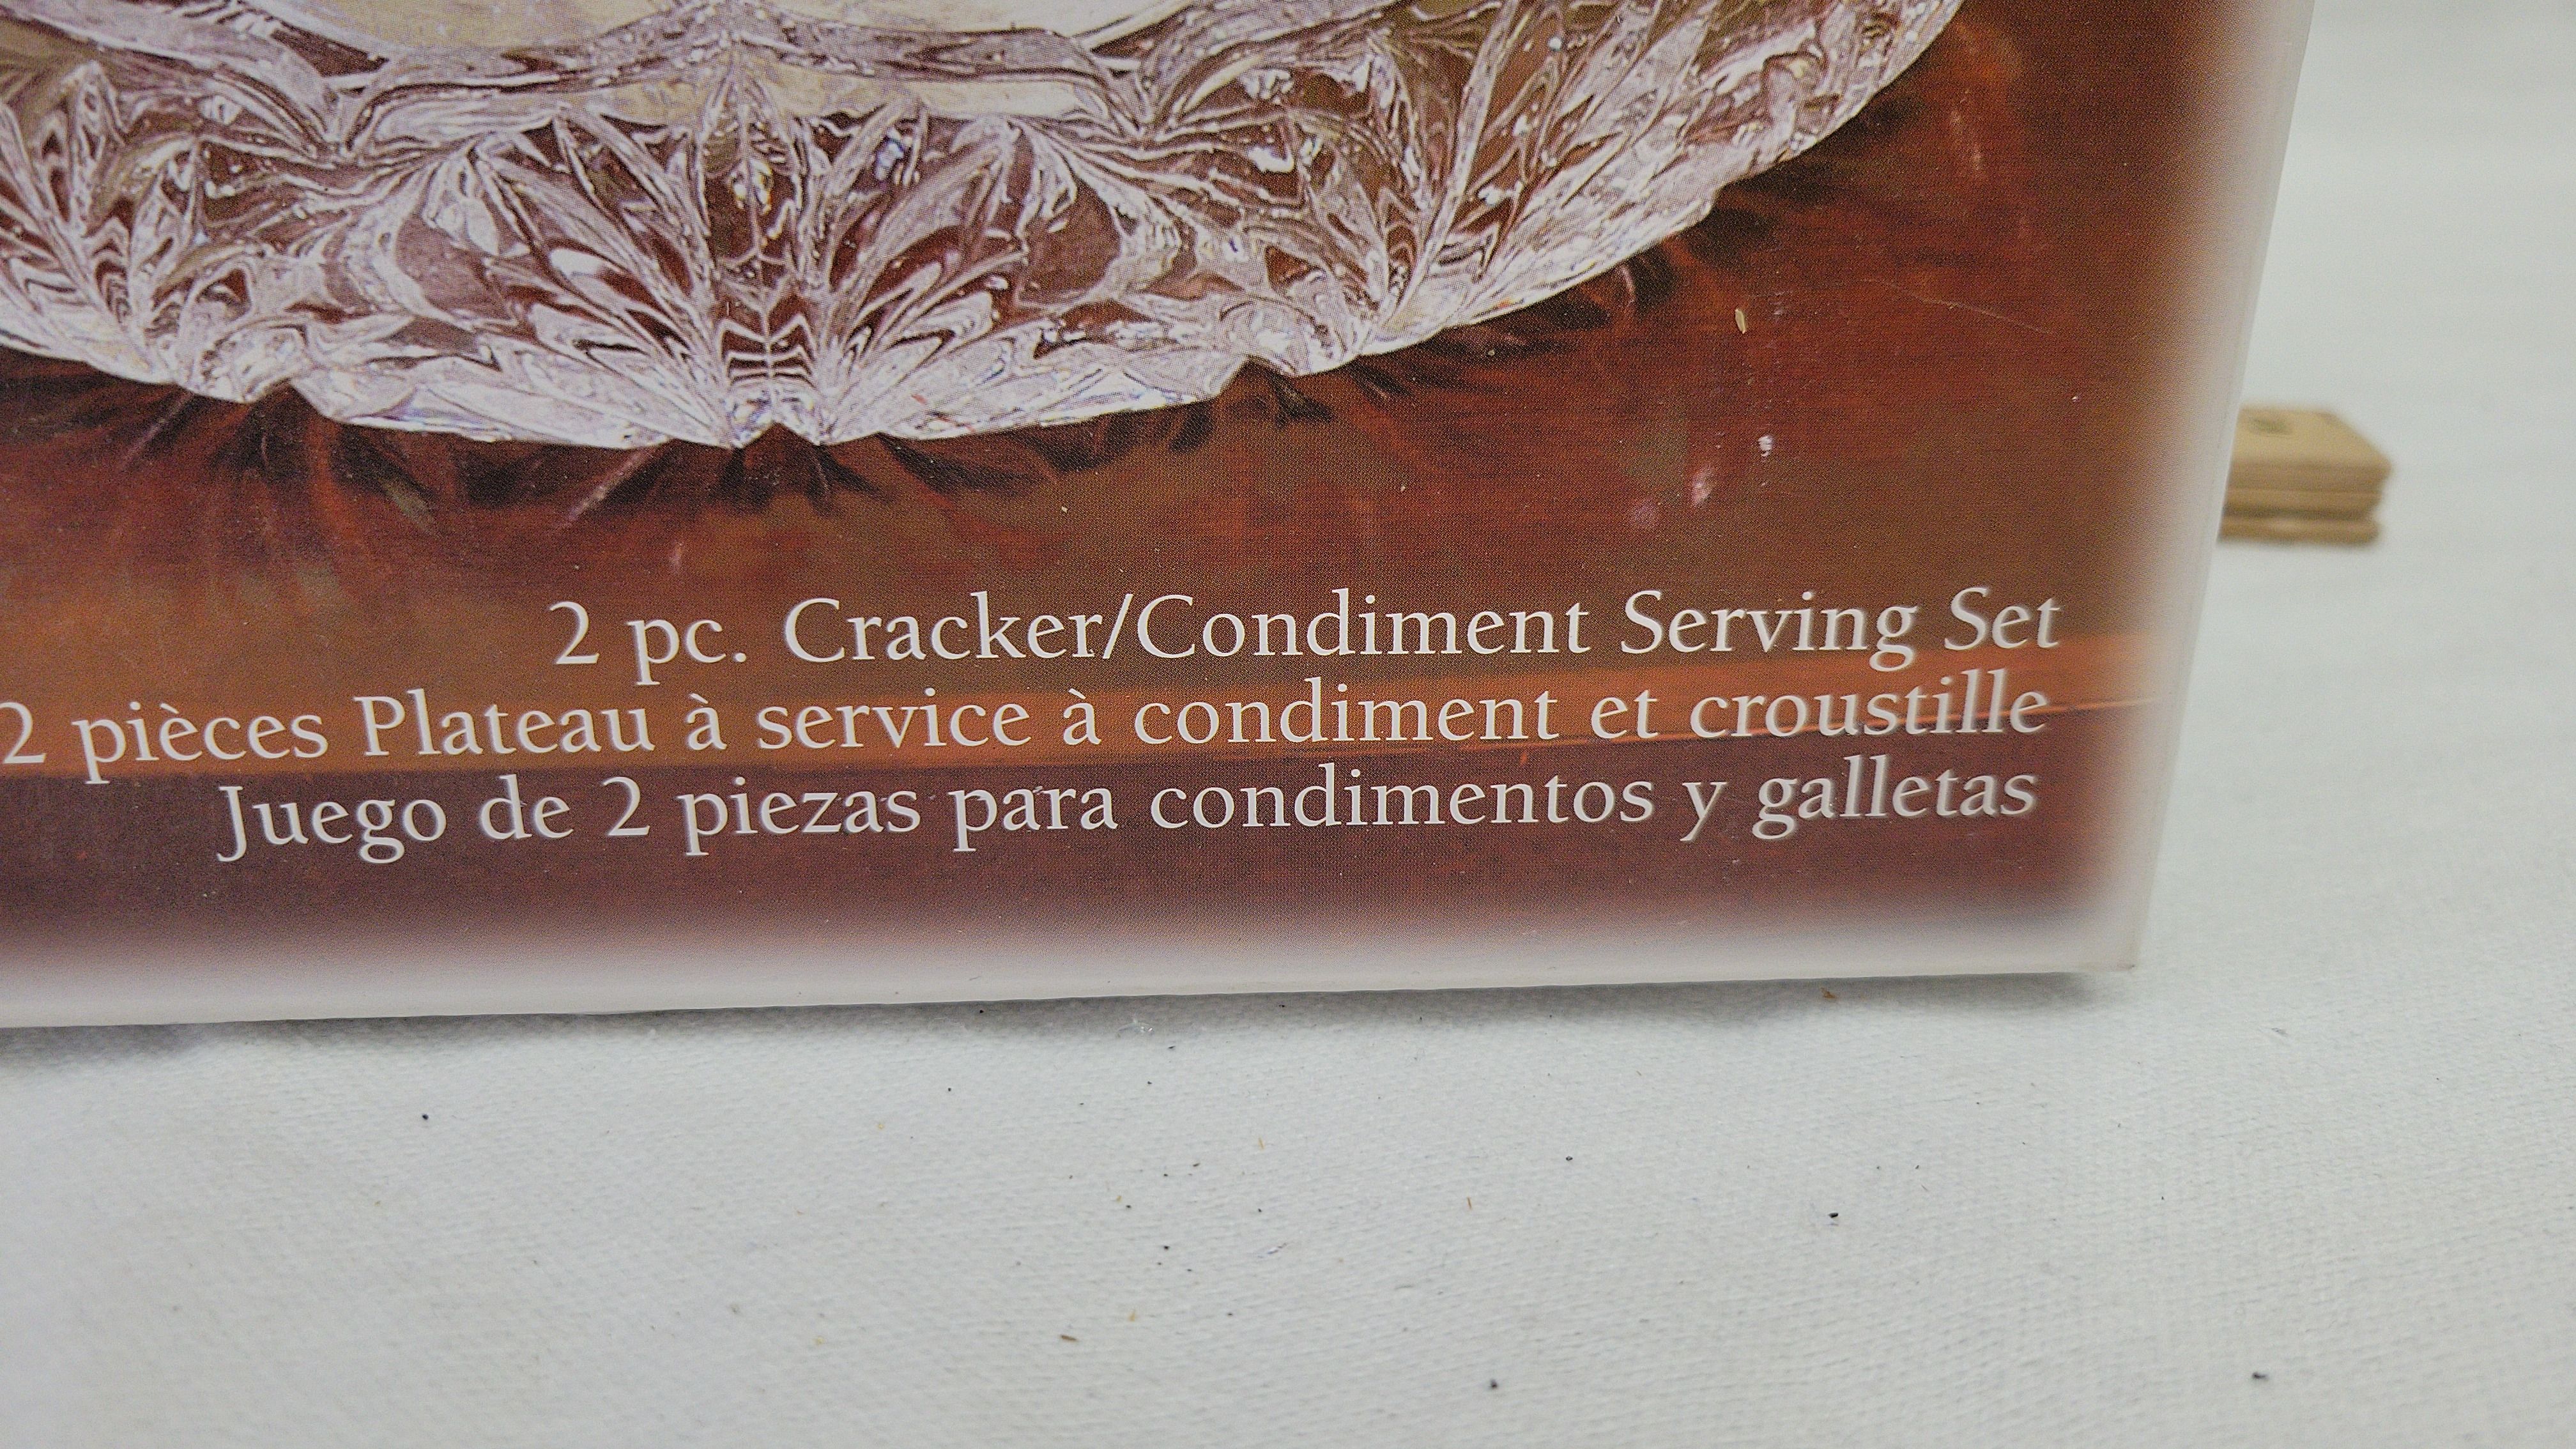 2 pc. Cracker/Condiment Serving Set
2 pièces Plateau à service à condiment et croustille
Juego de 2 piezas para condimentos y galletas